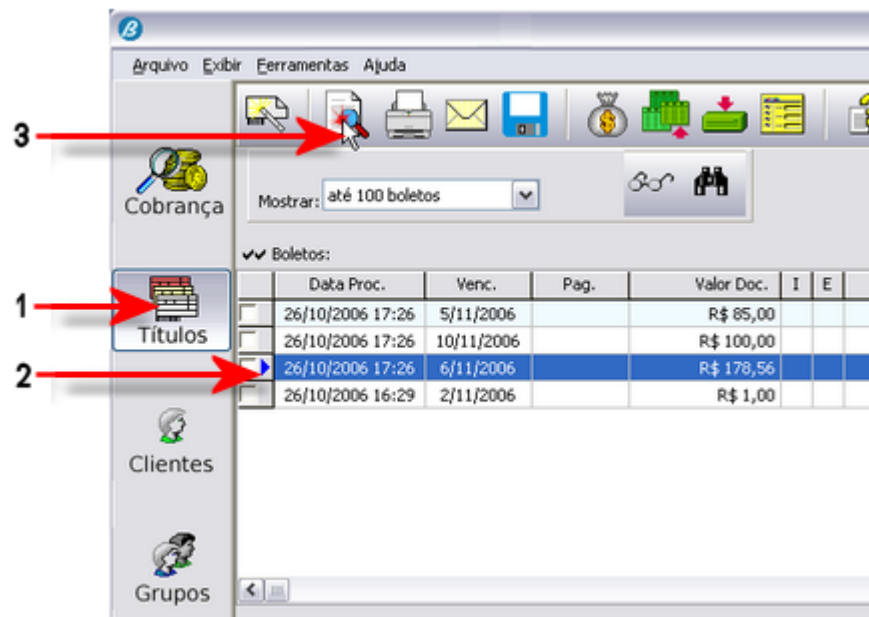 Arquivo Exibir Ferramentas Ajuda
3
Cobrança
Mostrar: até 100 boletos
Boletos:
Data Proc. Venc. Pag. Valor Doc. I E
1
Títulos
26/10/2006 17:26 5/11/2006 R$ 85,00
26/10/2006 17:26 10/11/2006 R$ 100,00
2
26/10/2006 17:26 6/11/2006 R$ 178,56
26/10/2006 16:29 2/11/2006 R$ 1,00
Clientes
Grupos